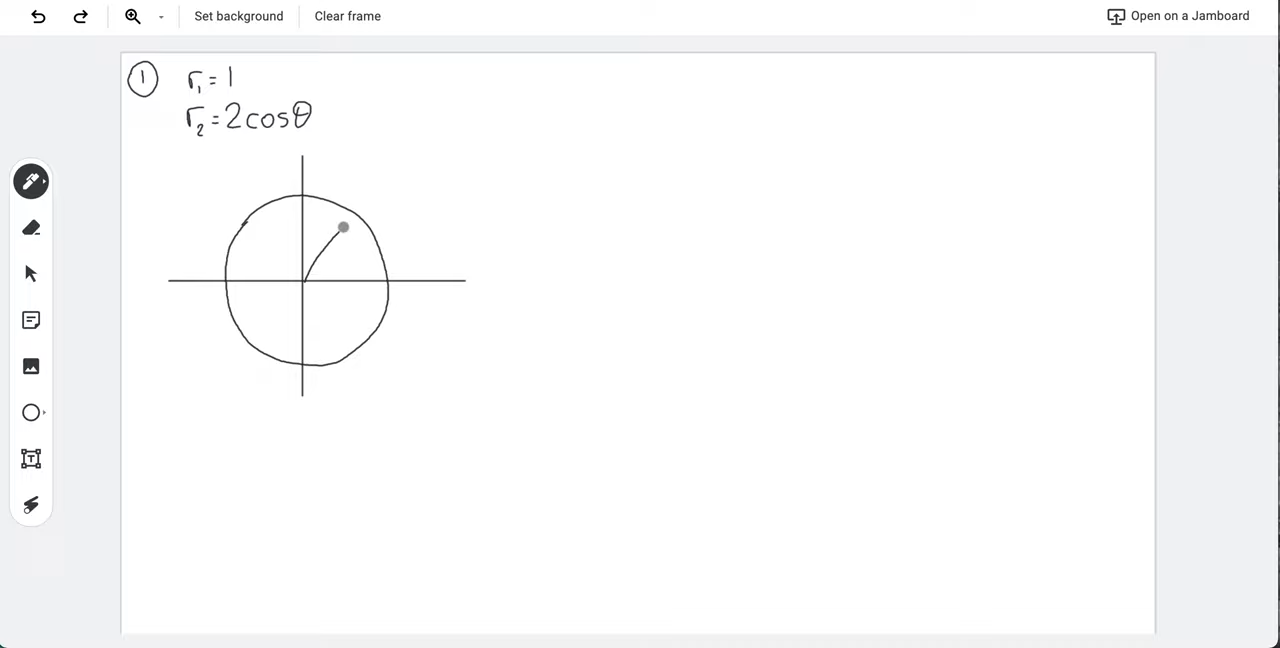 Set background
Clear frame
Open on a Jamboard
① r₁ = 1
r₂ = 2cosθ